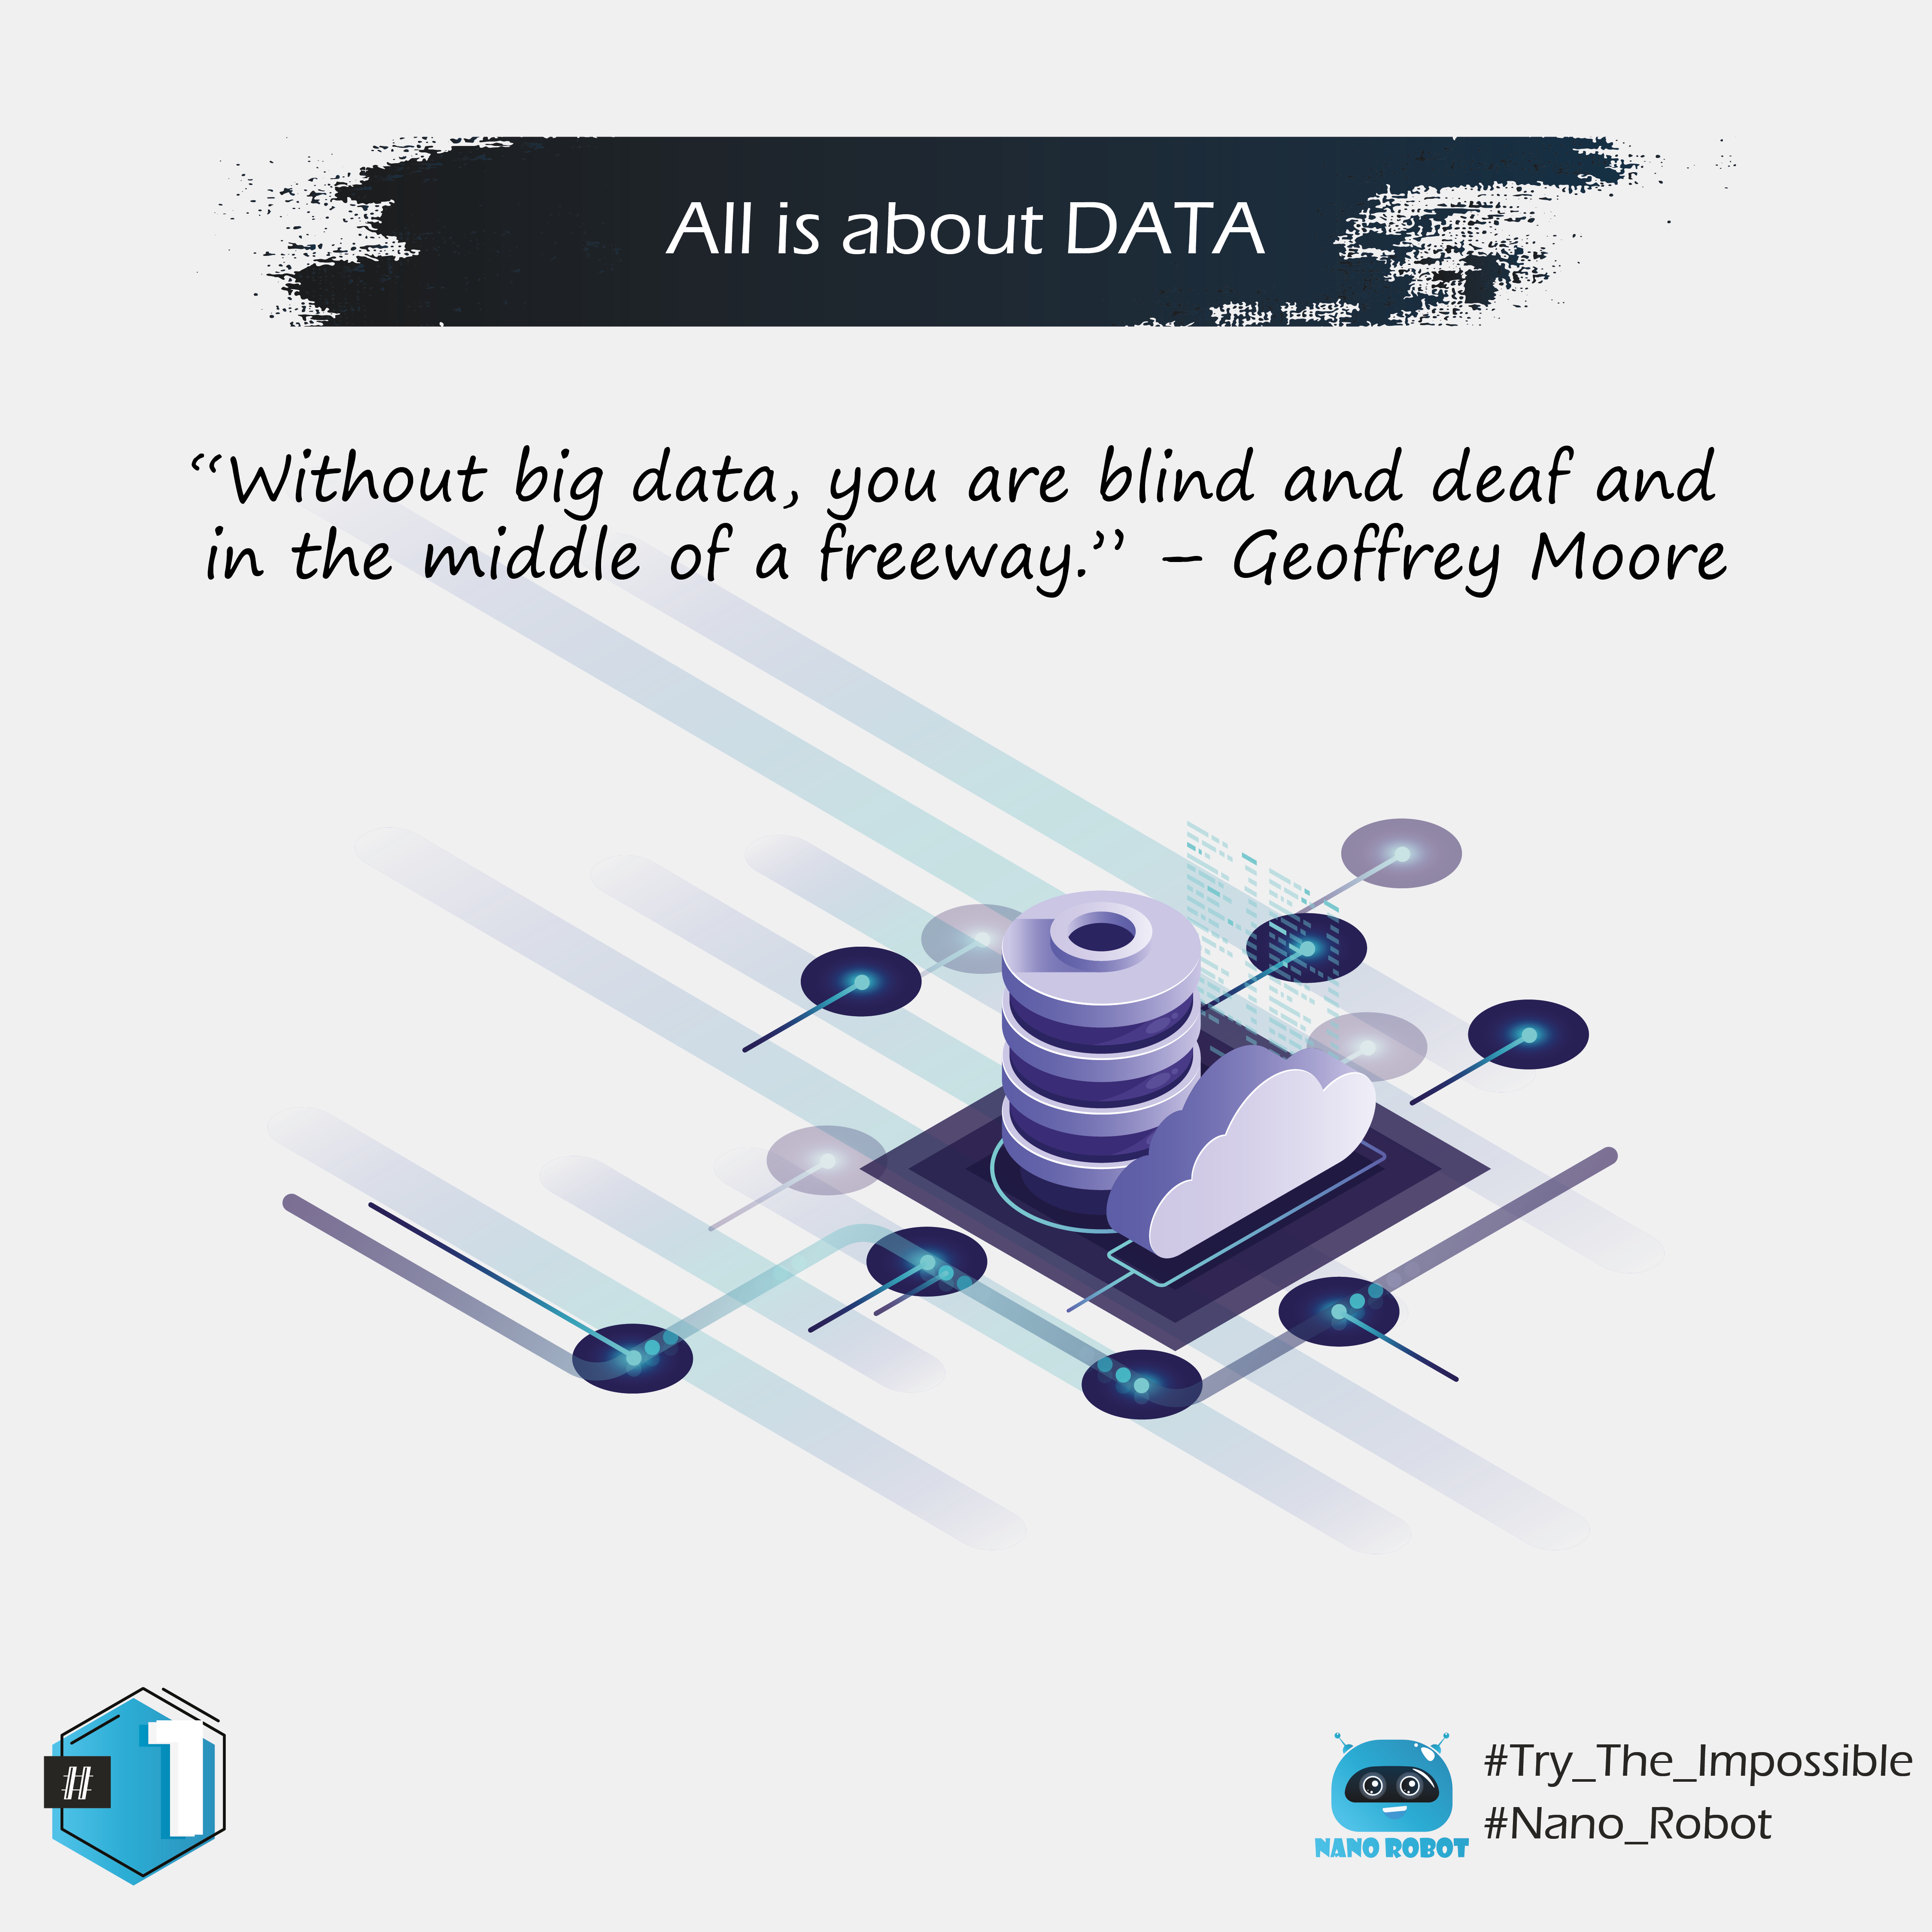 All is about DATA
“Without big data, you are blind and deaf and
in the middle of a freeway.” – Geoffrey Moore
#1
#Try_The_Impossible
#Nano_Robot
NANO ROBOT